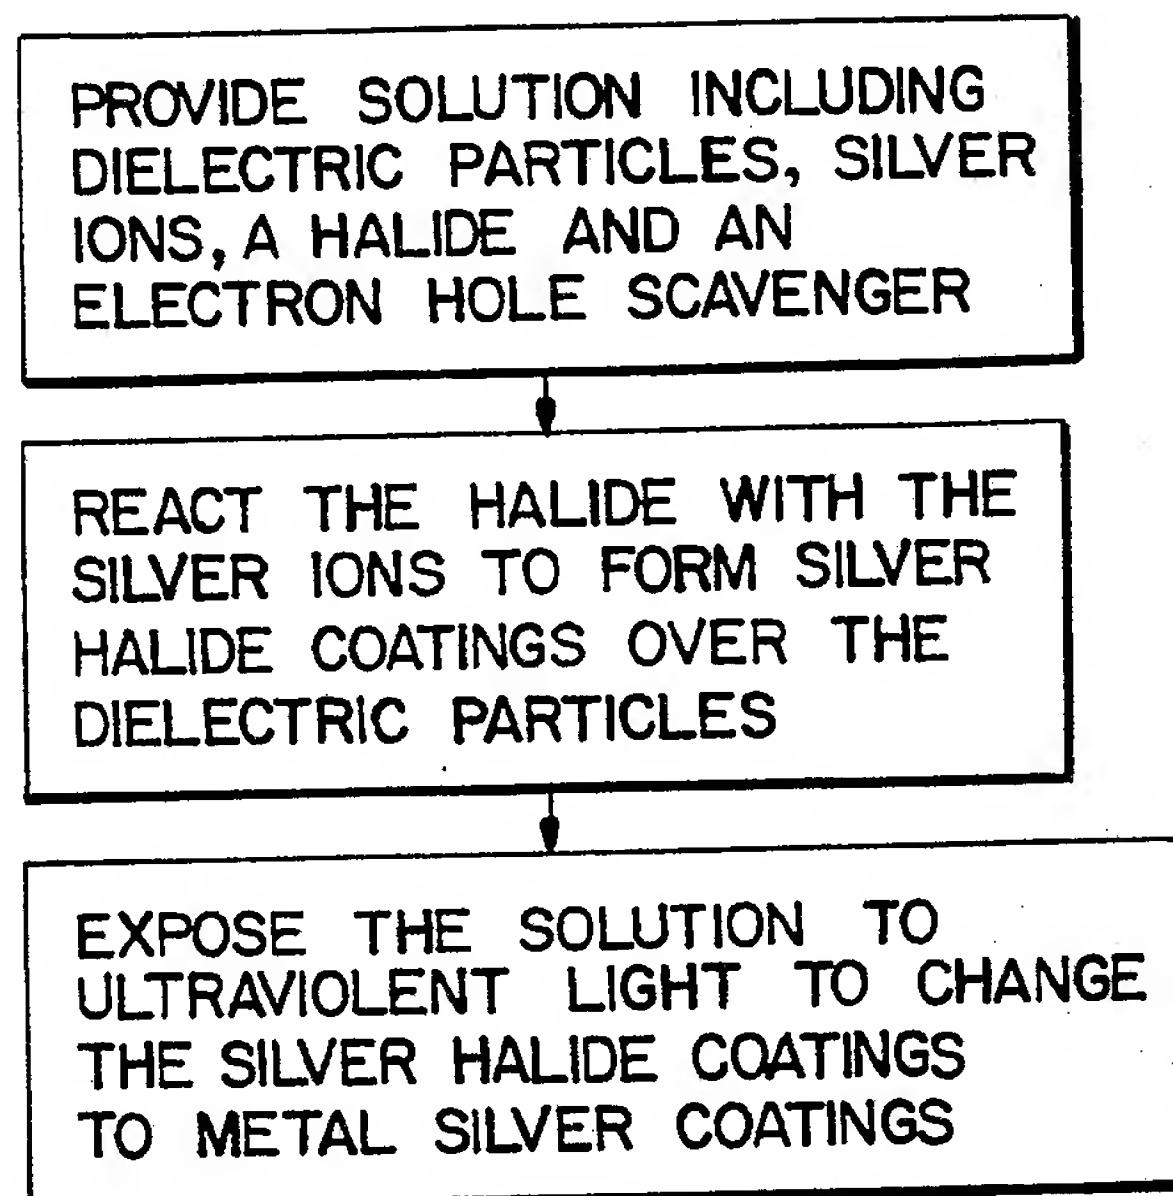 PROVIDE SOLUTION INCLUDING
DIELECTRIC PARTICLES, SILVER
IONS, A HALIDE AND AN
ELECTRON HOLE SCAVENGER
REACT THE HALIDE WITH THE
SILVER IONS TO FORM SILVER
HALIDE COATINGS OVER THE
DIELECTRIC PARTICLES
EXPOSE THE SOLUTION TO
ULTRAVIOLENT LIGHT TO CHANGE
THE SILVER HALIDE COATINGS
TO METAL SILVER COATINGS